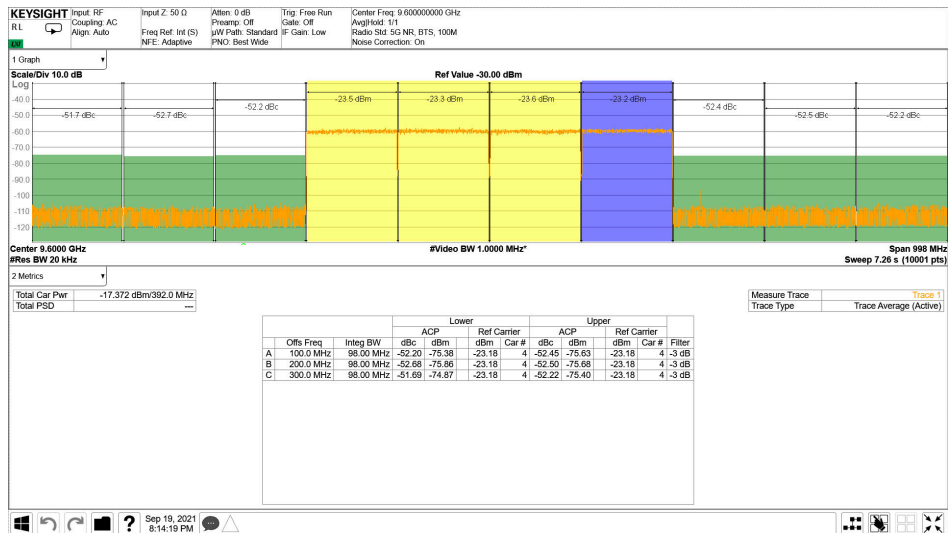 KEYSIGHT Input: RF Input Z: 50 Ω Atten: 0 dB Trig: Free Run Center Freq: 9.600000000 GHz
RL Coupling: AC Preamp: Off Gate: Off Avg|Hold: 1/1
Align: Auto Freq Ref: Int (S) µW Path: Standard IF Gain: Low Radio Std: 5G NR, BTS, 100M
NFE: Adaptive PNO: Best Wide Noise Correction: On
1 Graph
Scale/Div 10.0 dB Ref Value -30.00 dBm
Log
-40.0
-23.5 dBm -23.3 dBm -23.6 dBm -23.2 dBm
-52.2 dBc -52.4 dBc
-50.0
-51.7 dBc -52.7 dBc -52.5 dBc -52.2 dBc
-60.0
-70.0
-80.0
-90.0
-100
-110
-120
Center 9.6000 GHz #Video BW 1.0000 MHz* Span 998 MHz
#Res BW 20 kHz Sweep 7.26 s (10001 pts)
2 Metrics
Total Car Pwr -17.372 dBm/392.0 MHz Measure Trace Trace 1
Total PSD --- Trace Type Trace Average (Active)
Lower Upper
ACP Ref Carrier ACP Ref Carrier
Offs Freq Integ BW dBc dBm dBm Car # dBc dBm dBm Car # Filter
A 100.0 MHz 98.00 MHz -52.20 -75.38 -23.18 4 -52.45 -75.63 -23.18 4 -3 dB
B 200.0 MHz 98.00 MHz -52.68 -75.86 -23.18 4 -52.50 -75.68 -23.18 4 -3 dB
C 300.0 MHz 98.00 MHz -51.69 -74.87 -23.18 4 -52.22 -75.40 -23.18 4 -3 dB
? Sep 19, 2021
8:14:19 PM